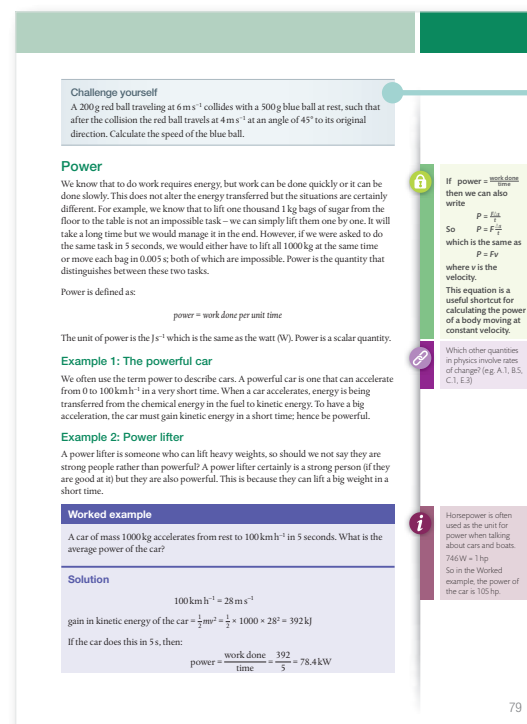 Challenge yourself
A 200 g red ball traveling at 6 m s⁻¹ collides with a 500 g blue ball at rest, such that
after the collision the red ball travels at 4 m s⁻¹ at an angle of 45° to its original
direction. Calculate the speed of the blue ball.
Power
We know that to do work requires energy, but work can be done quickly or it can be
done slowly. This does not alter the energy transferred but the situations are certainly
different. For example, we know that to lift one thousand 1 kg bags of sugar from the
floor to the table is not an impossible task – we can simply lift them one by one. It will
take a long time but we would manage it in the end. However, if we were asked to do
the same task in 5 seconds, we would either have to lift all 1000 kg at the same time
or move each bag in 0.005 s; both of which are impossible. Power is the quantity that
distinguishes between these two tasks.
Power is defined as:
power = work done per unit time
The unit of power is the J s⁻¹ which is the same as the watt (W). Power is a scalar quantity.
Example 1: The powerful car
We often use the term power to describe cars. A powerful car is one that can accelerate
from 0 to 100 km h⁻¹ in a very short time. When a car accelerates, energy is being
transferred from the chemical energy in the fuel to kinetic energy. To have a big
acceleration, the car must gain kinetic energy in a short time; hence be powerful.
Example 2: Power lifter
A power lifter is someone who can lift heavy weights, so should we not say they are
strong people rather than powerful? A power lifter certainly is a strong person (if they
are good at it) but they are also powerful. This is because they can lift a big weight in a
short time.
Worked example
A car of mass 1000 kg accelerates from rest to 100 km h⁻¹ in 5 seconds. What is the
average power of the car?
Solution
100 km h⁻¹ = 28 m s⁻¹
gain in kinetic energy of the car = ½mv² = ½ × 1000 × 28² = 392 kJ
If the car does this in 5 s, then:
power = work done/time = 392/5 = 78.4 kW
If power = work done/time
then we can also
write
P = FΔx/t
So P = F Δx/t
which is the same as
P = Fv
where v is the
velocity.
This equation is a
useful shortcut for
calculating the power
of a body moving at
constant velocity.
Which other quantities
in physics involve rates
of change? (e.g. A.1, B.5,
C.1, E.3)
i
Horsepower is often
used as the unit for
power when talking
about cars and boats.
746 W = 1 hp
So in the Worked
example, the power of
the car is 105 hp.
79